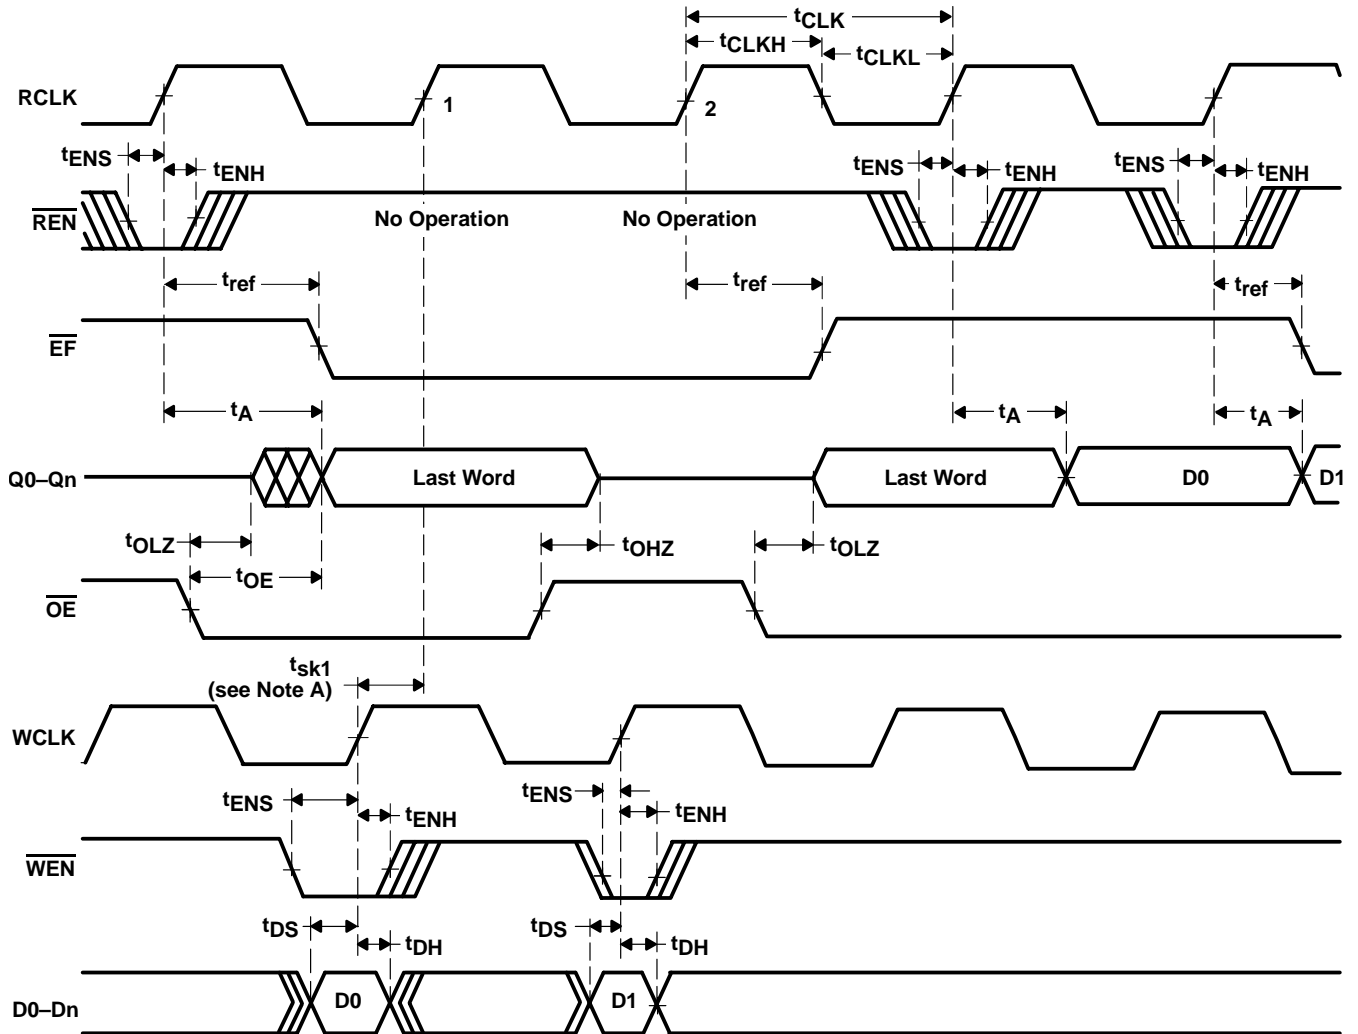 tCLK
tCLKH
tCLKL
RCLK
1
2
tENS
tENH
tENS
tENH
tENS
tENH
REN
No Operation
No Operation
tref
tref
tref
EF
tA
tA
tA
Q0–Qn
Last Word
Last Word
D0
D1
tOLZ
tOHZ
tOLZ
tOE
OE
tsk1
(see Note A)
WCLK
tENS
tENH
tENS
tENH
WEN
tDS
tDH
tDS
tDH
D0–Dn
D0
D1